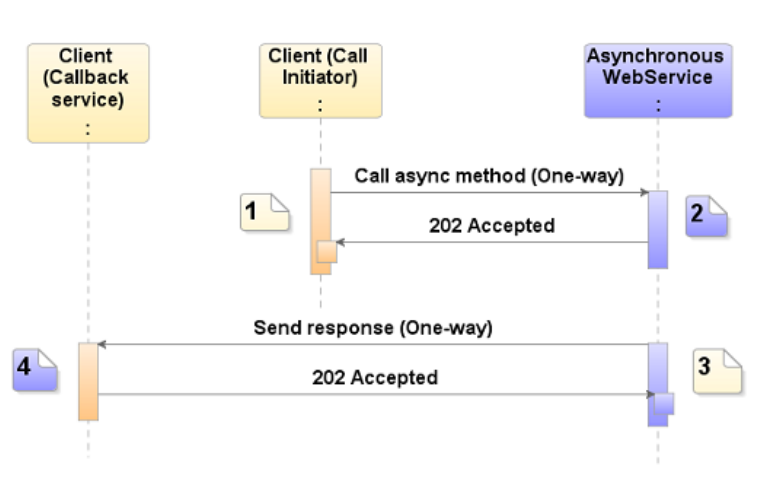 Client
(Callback
service)
:
Client (Call
Initiator)
:
Asynchronous
WebService
:
Call async method (One-way)
1
2
202 Accepted
Send response (One-way)
4
3
202 Accepted